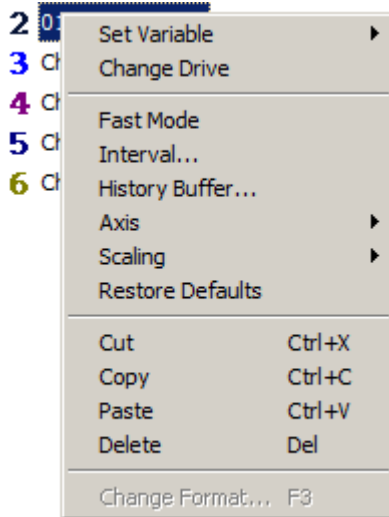 2 01
Set Variable
3 Ch
Change Drive
4 Ch
Fast Mode
5 Ch
Interval...
History Buffer...
6 Ch
Axis
Scaling
Restore Defaults
Cut Ctrl+X
Copy Ctrl+C
Paste Ctrl+V
Delete Del
Change Format... F3